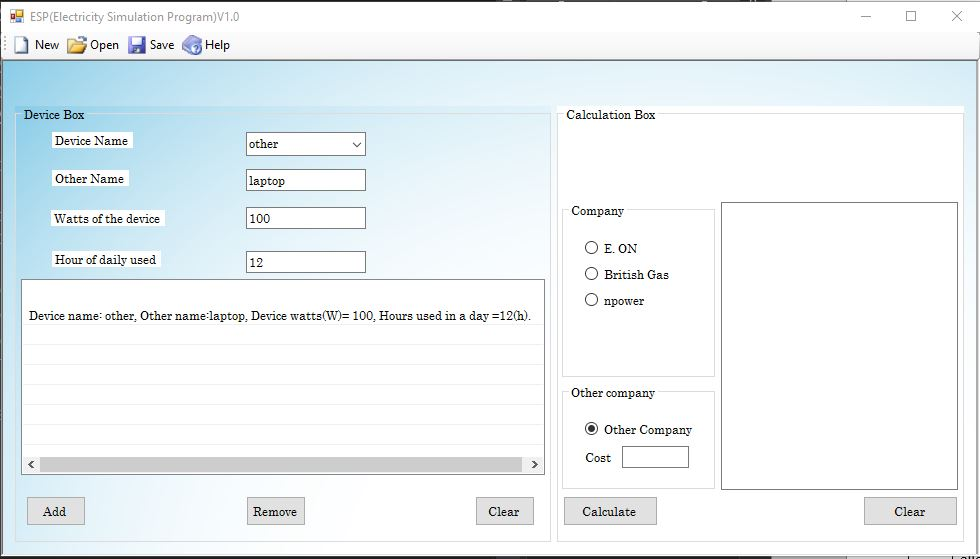 ESP(Electricity Simulation Program)V1.0
New Open Save Help
Device Box
Device Name other
Other Name laptop
Watts of the device 100
Hour of daily used 12
Device name: other, Other name:laptop, Device watts(W)= 100, Hours used in a day =12(h).
Add Remove Clear
Calculation Box
Company
E. ON
British Gas
npower
Other company
Other Company
Cost
Calculate Clear